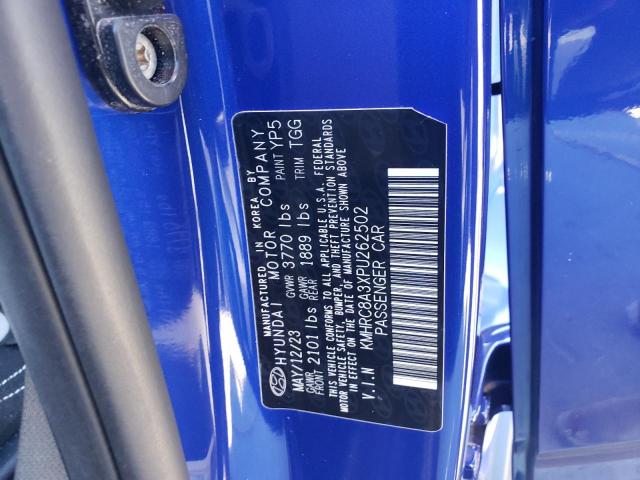 MANUFACTURED IN KOREA BY
HYUNDAI MOTOR COMPANY
MAY/12/23 GVWR 3770 lbs PAINT YP5
GAWR FRONT 2101 lbs GAWR REAR 1889 lbs TRIM TGG
THIS VEHICLE CONFORMS TO ALL APPLICABLE U.S.A. FEDERAL
MOTOR VEHICLE SAFETY, BUMPER, AND THEFT PREVENTION STANDARDS
IN EFFECT ON THE DATE OF MANUFACTURE SHOWN ABOVE
V.I.N KMHRC8A3XPU262502
PASSENGER CAR